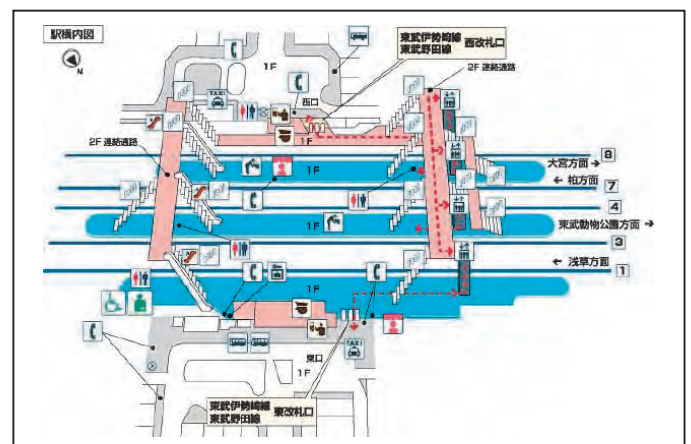 駅構内図
N
1F
TAXI
西口
東武伊勢崎線
東武野田線
西改札口
2F 連絡通路
2F 連絡通路
1F
8
大宮方面 →
← 柏方面
7
1F
4
1F
東武動物公園方面 →
3
← 浅草方面
1
1F
TAXI
東口
1F
東武伊勢崎線
東武野田線
東改札口